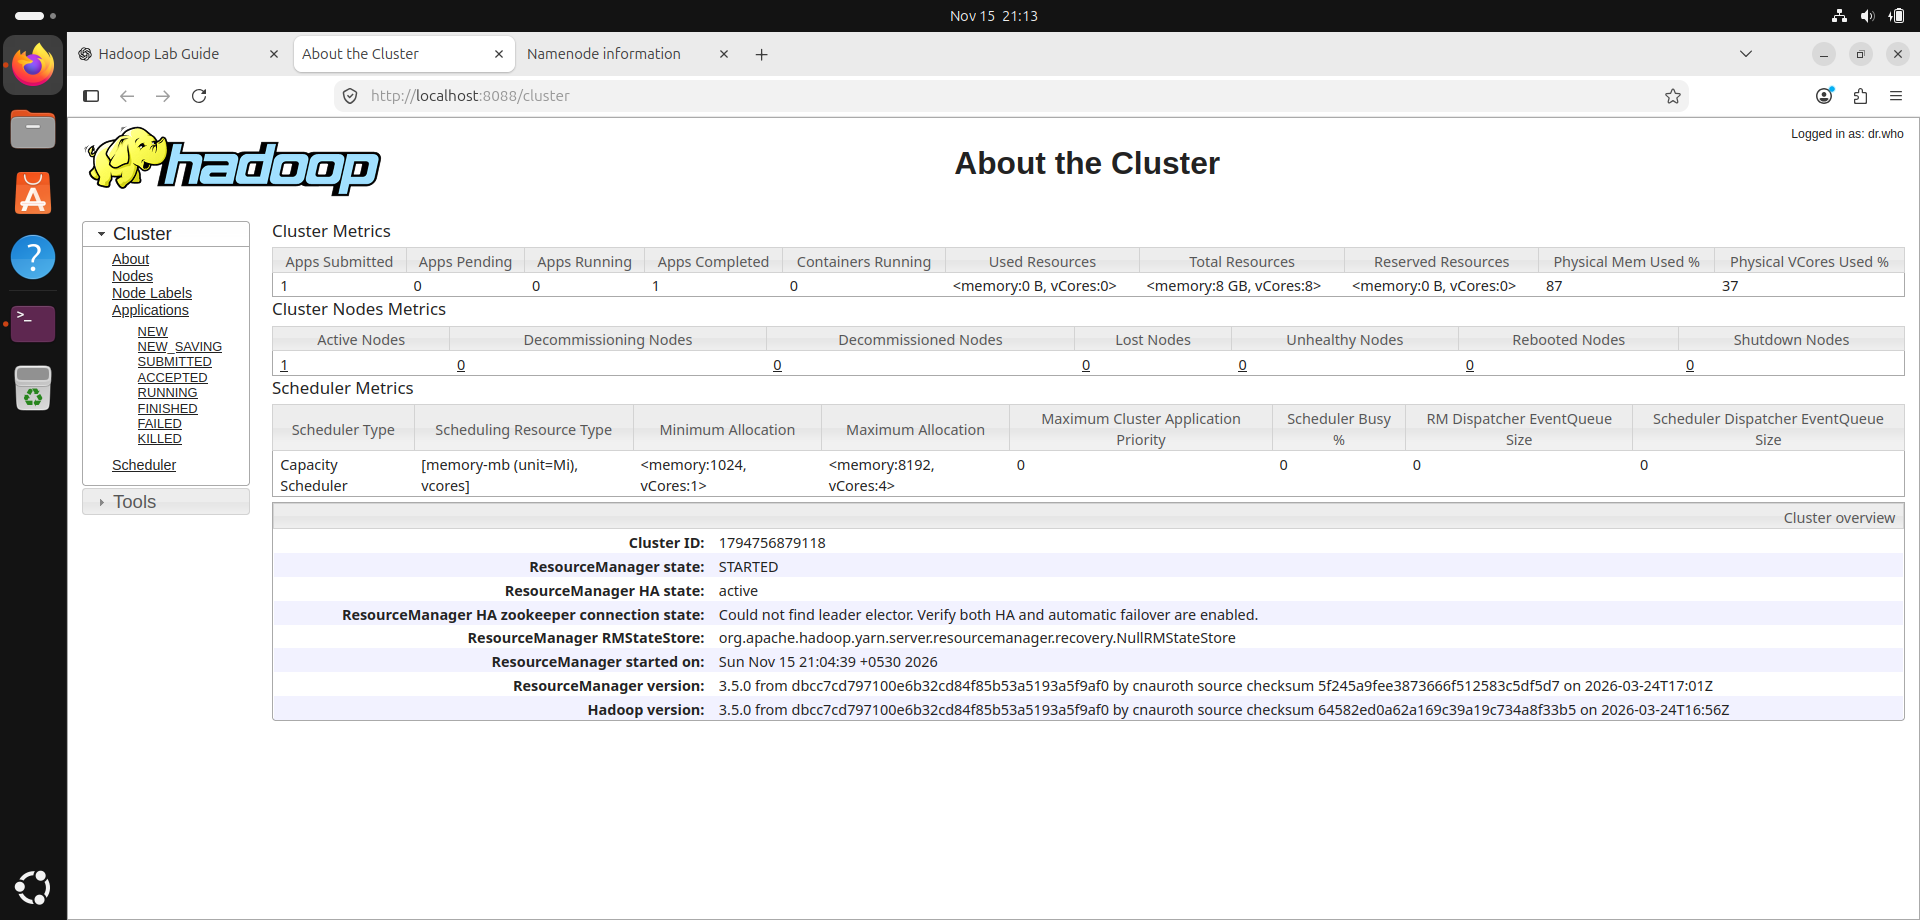 Nov 15 21:13
Hadoop Lab Guide
About the Cluster
Namenode information
http://localhost:8088/cluster
hadoop
About the Cluster
Logged in as: dr.who
Cluster
About
Nodes
Node Labels
Applications
NEW
NEW_SAVING
SUBMITTED
ACCEPTED
RUNNING
FINISHED
FAILED
KILLED
Scheduler
Tools
Cluster Metrics
Apps Submitted Apps Pending Apps Running Apps Completed Containers Running Used Resources Total Resources Reserved Resources Physical Mem Used % Physical VCores Used %
1 0 0 1 0 <memory:0 B, vCores:0> <memory:8 GB, vCores:8> <memory:0 B, vCores:0> 87 37
Cluster Nodes Metrics
Active Nodes Decommissioning Nodes Decommissioned Nodes Lost Nodes Unhealthy Nodes Rebooted Nodes Shutdown Nodes
1 0 0 0 0 0 0
Scheduler Metrics
Scheduler Type Scheduling Resource Type Minimum Allocation Maximum Allocation Maximum Cluster Application Priority Scheduler Busy % RM Dispatcher EventQueue Size Scheduler Dispatcher EventQueue Size
Capacity Scheduler [memory-mb (unit=Mi), vcores] <memory:1024, vCores:1> <memory:8192, vCores:4> 0 0 0 0
Cluster overview
Cluster ID: 1794756879118
ResourceManager state: STARTED
ResourceManager HA state: active
ResourceManager HA zookeeper connection state: Could not find leader elector. Verify both HA and automatic failover are enabled.
ResourceManager RMStateStore: org.apache.hadoop.yarn.server.resourcemanager.recovery.NullRMStateStore
ResourceManager started on: Sun Nov 15 21:04:39 +0530 2026
ResourceManager version: 3.5.0 from dbcc7cd797100e6b32cd84f85b53a5193a5f9af0 by cnauroth source checksum 5f245a9fee3873666f512583c5df5d7 on 2026-03-24T17:01Z
Hadoop version: 3.5.0 from dbcc7cd797100e6b32cd84f85b53a5193a5f9af0 by cnauroth source checksum 64582ed0a62a169c39a19c734a8f33b5 on 2026-03-24T16:56Z